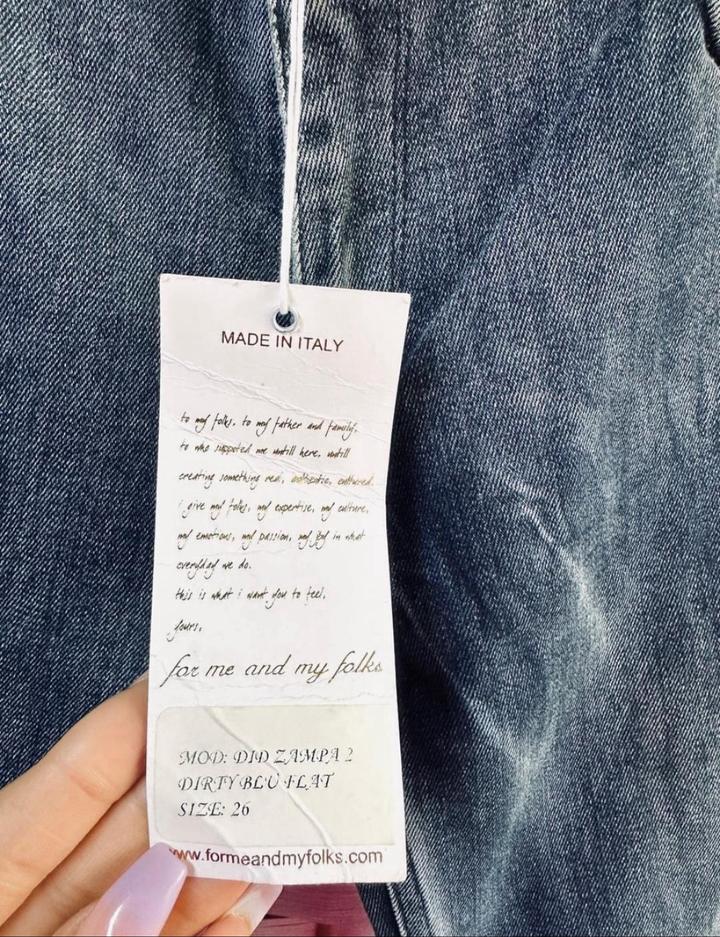 MADE IN ITALY
to my folks. to my father and family.
to who suppoted me untill here, untill
creating something real, authentic, cultured.
i give my folks, my expertise, my culture,
my emotions, my passion, my joy in what
everyday we do.
this is what i want you to feel.
yours,
for me and my folks
MOD: DID ZAMPA 2
DIRTY BLU FLAT
SIZE: 26
www.formeandmyfolks.com